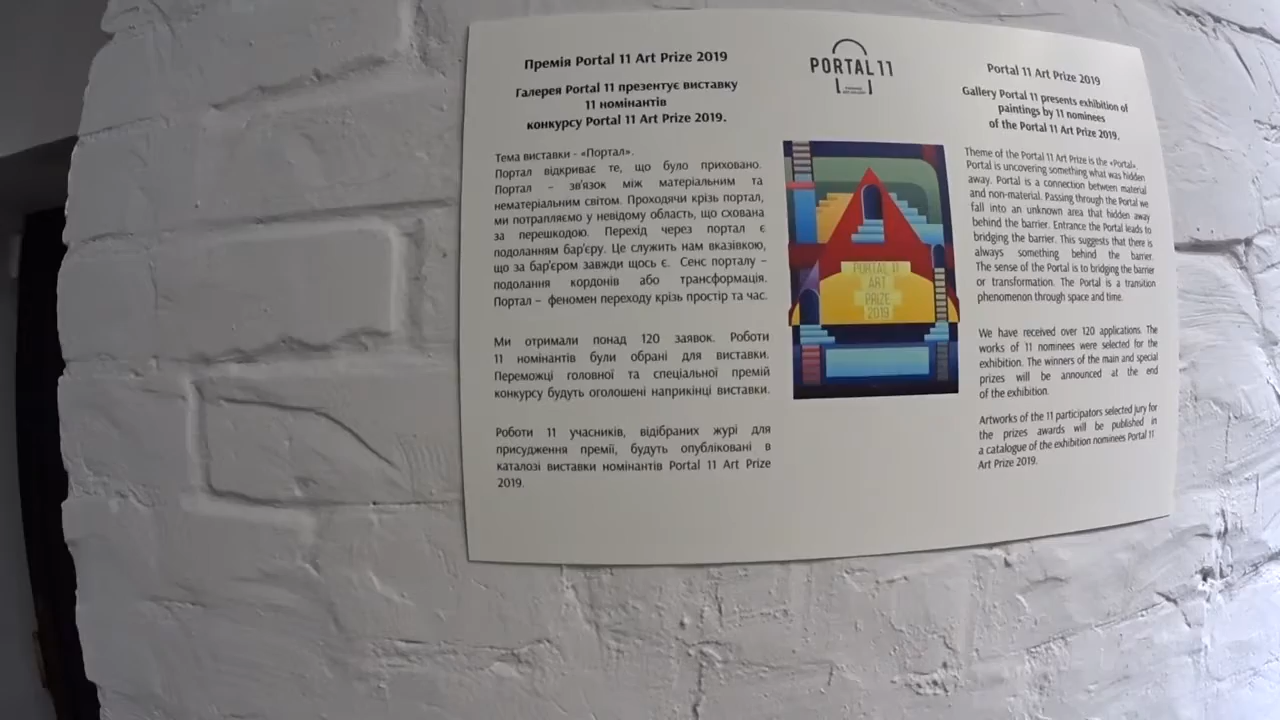 Премія Portal 11 Art Prize 2019
Галерея Portal 11 презентує виставку
11 номінантів
конкурсу Portal 11 Art Prize 2019.
Тема виставки - «Портал».
Портал відкриває те, що було приховано.
Портал – зв'язок між матеріальним та
нематеріальним світом. Проходячи крізь портал,
ми потрапляємо у невідому область, що схована
за перешкодою. Перехід через портал є
подоланням бар'єру. Це служить нам вказівкою,
що за бар'єром завжди щось є. Сенс порталу –
подолання кордонів або трансформація.
Портал – феномен переходу крізь простір та час.
Ми отримали понад 120 заявок. Роботи
11 номінантів були обрані для виставки.
Переможці головної та спеціальної премій
конкурсу будуть оголошені наприкінці виставки.
Роботи 11 учасників, відібраних журі для
присудження премії, будуть опубліковані в
каталозі виставки номінантів Portal 11 Art Prize
2019.
PORTAL 11
PORTAL 11
ART
PRIZE
2019
Portal 11 Art Prize 2019
Gallery Portal 11 presents exhibition of
paintings by 11 nominees
of the Portal 11 Art Prize 2019.
Theme of the Portal 11 Art Prize is the «Portal».
Portal is uncovering something what was hidden
away. Portal is a connection between material
and non-material. Passing through the Portal we
fall into an unknown area that hidden away
behind the barrier. Entrance the Portal leads to
bridging the barrier. This suggests that there is
always something behind the barrier.
The sense of the Portal is to bridging the barrier
or transformation. The Portal is a transition
phenomenon through space and time.
We have received over 120 applications. The
works of 11 nominees were selected for the
exhibition. The winners of the main and special
prizes will be announced at the end
of the exhibition.
Artworks of the 11 participators selected jury for
the prizes awards will be published in
a catalogue of the exhibition nominees Portal 11
Art Prize 2019.